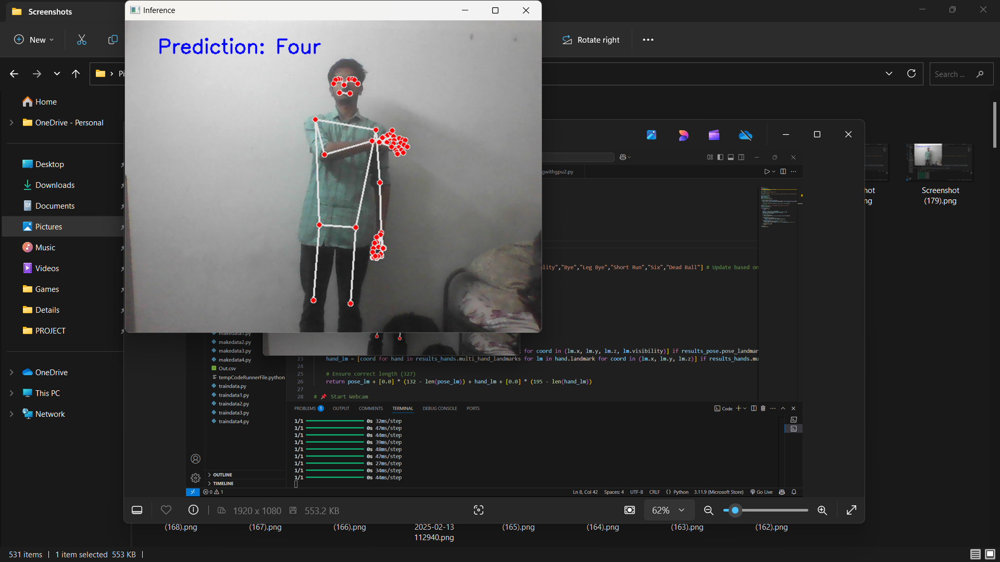 Screenshots
Inference
New
Rotate right
Pi
Search ...
Prediction: Four
Home
OneDrive - Personal
Desktop
Downloads
Documents
Pictures
Music
Videos
Games
Details
PROJECT
OneDrive
This PC
Network
gwithgpu2.py
hot
ng
Screenshot
(179).png
ality","Bye","Leg Bye","Short Run","Six","Dead Ball"] # Update based on
makedata1.py
makedata2.py
makedata3.py
makedata4.py
Out.csv
tempCodeRunnerFile.python
traindata.py
traindata1.py
traindata2.py
traindata3.py
traindata4.py
for coord in (lm.x, lm.y, lm.z, lm.visibility)] if results_pose.pose_landmar
23 hand_lm = [coord for hand in results_hands.multi_hand_landmarks for lm in hand.landmark for coord in (lm.x, lm.y, lm.z)] if results_hands.mu
24
25 # Ensure correct length (327)
26 return pose_lm + [0.0] * (132 - len(pose_lm)) + hand_lm + [0.0] * (195 - len(hand_lm))
27
28 # 📌 Start Webcam
PROBLEMS 1 OUTPUT COMMENTS TERMINAL DEBUG CONSOLE PORTS
Code
1/1 0s 32ms/step
1/1 0s 47ms/step
1/1 0s 44ms/step
1/1 0s 39ms/step
1/1 0s 48ms/step
1/1 0s 47ms/step
1/1 0s 27ms/step
1/1 0s 34ms/step
1/1 0s 44ms/step
OUTLINE
TIMELINE
0 1
Ln 8, Col 42 Spaces: 4 UTF-8 CRLF {} Python 3.11.9 (Microsoft Store) Go Live
1920 x 1080 553.2 KB
62%
(168).png
(167).png
(166).png
2025-02-13
112940.png
(165).png
(164).png
(163).png
(162).png
531 items 1 item selected 553 KB